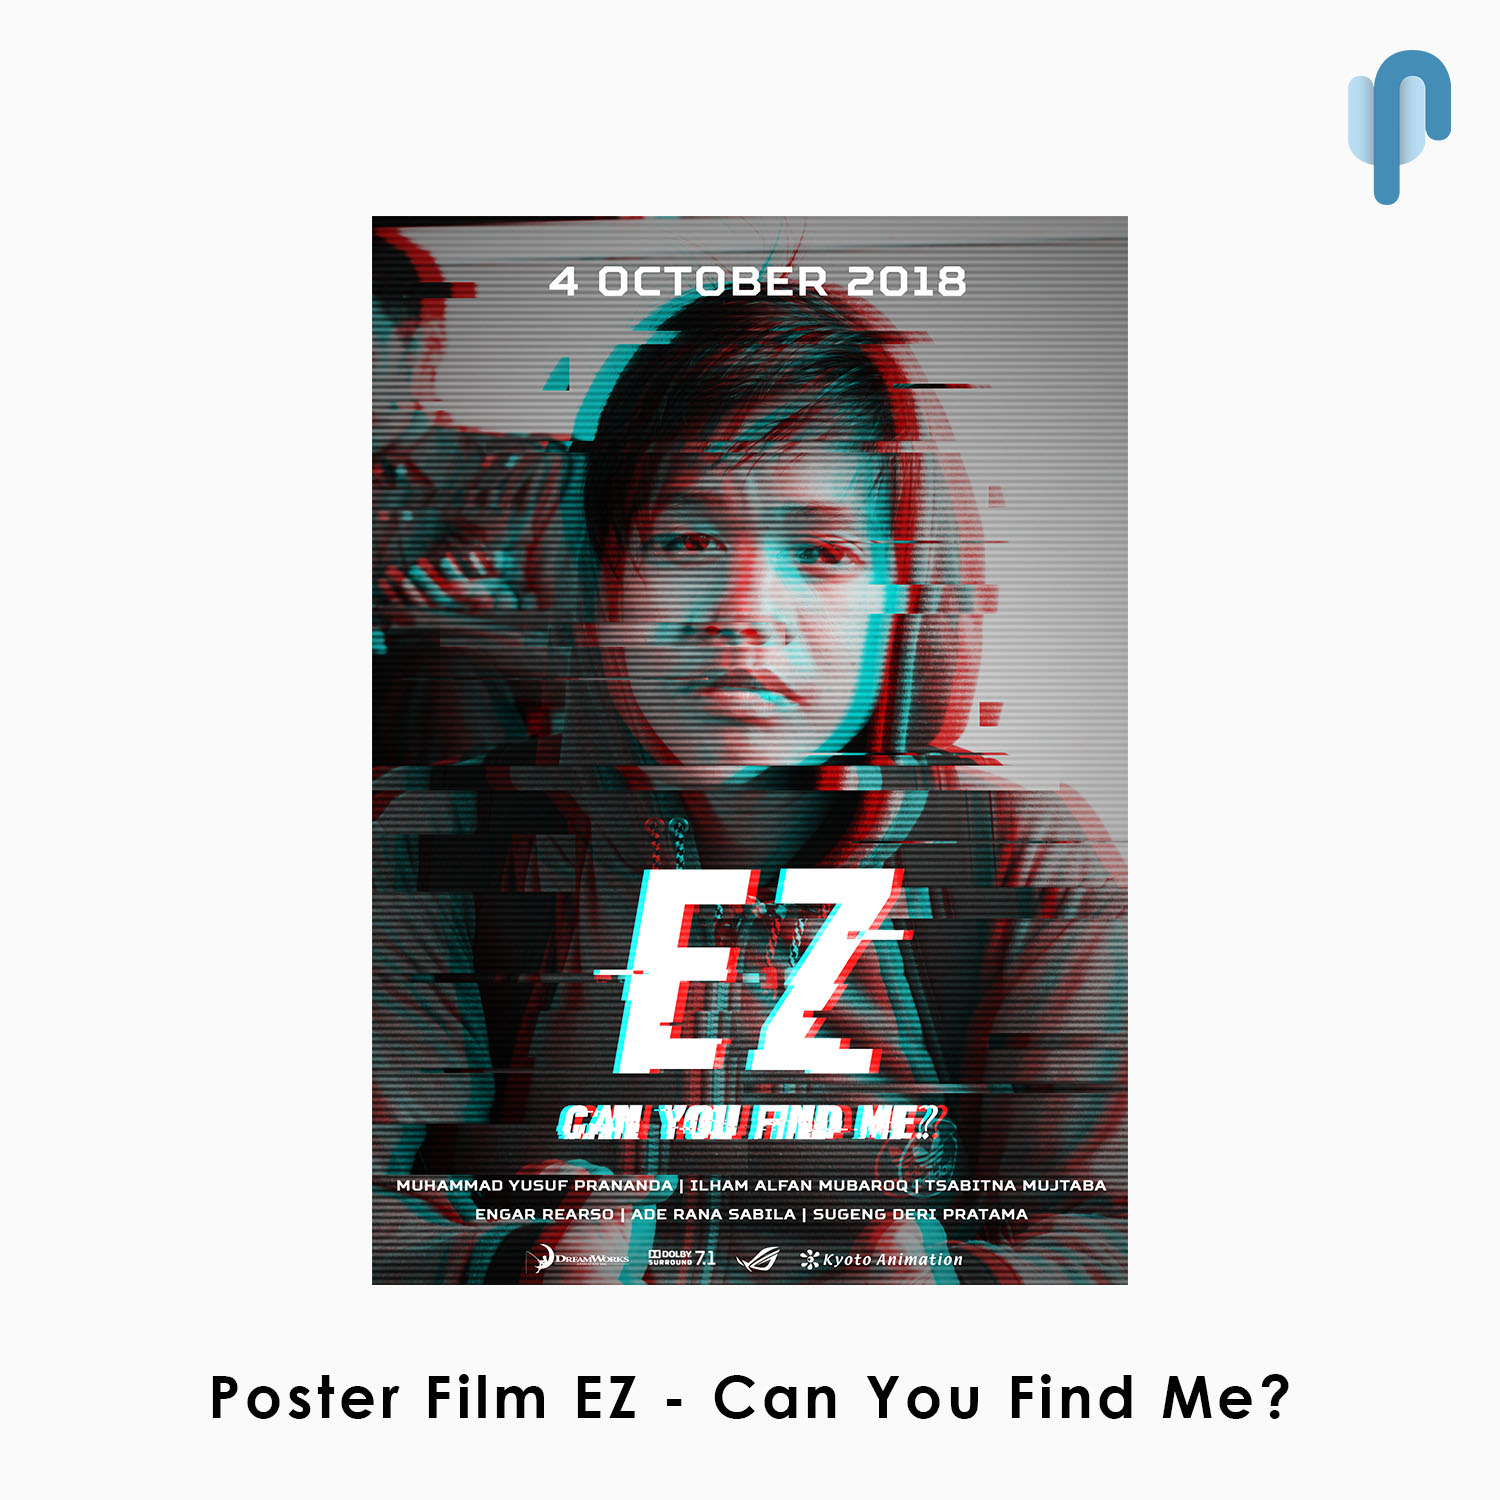 4 OCTOBER 2018
EZ
CAN YOU FIND ME?
MUHAMMAD YUSUF PRANANDA | ILHAM ALFAN MUBAROQ | TSABITNA MUJTABA
ENGAR REARSO | ADE RANA SABILA | SUGENG DERI PRATAMA
DREAMWORKS DOLBY SURROUND 7.1 Kyoto Animation
Poster Film EZ - Can You Find Me?